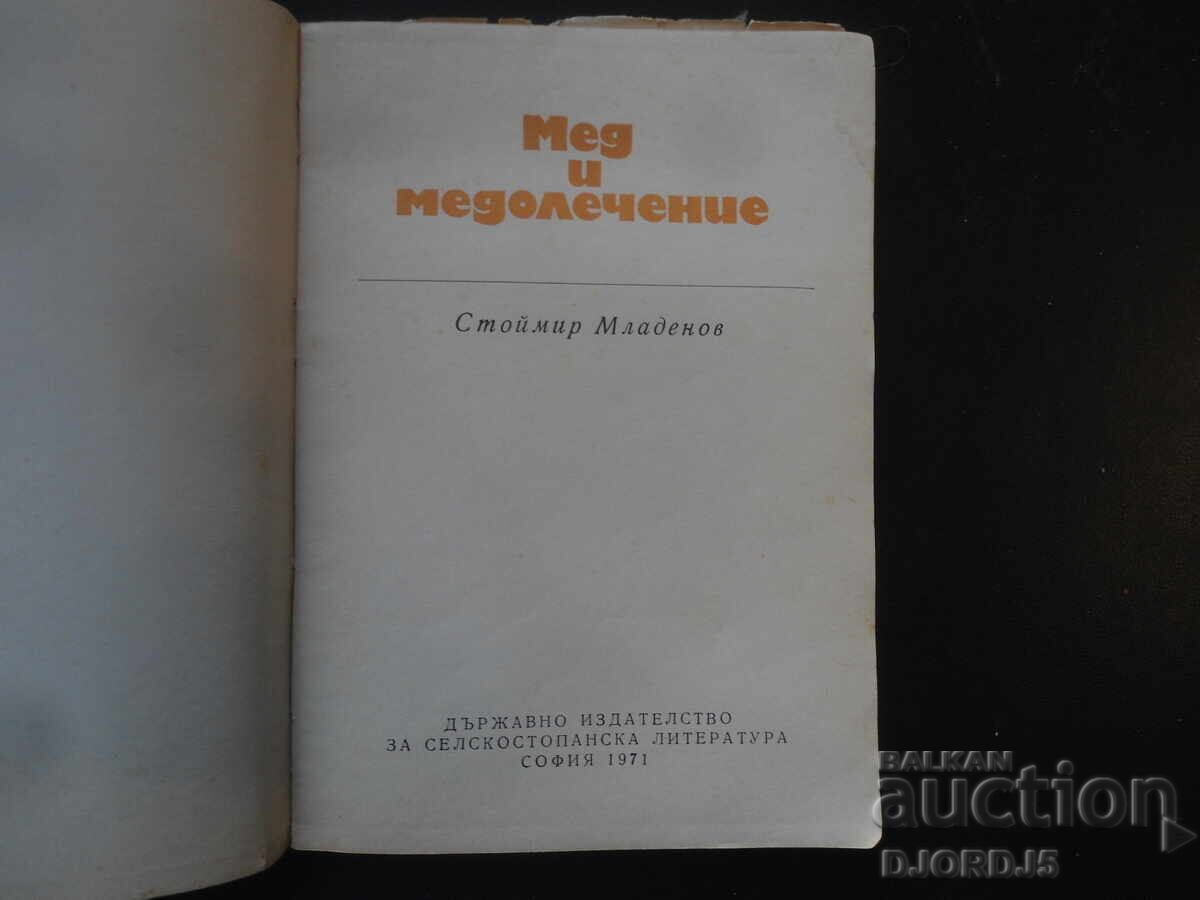 Мед
и
медолечение
Стоймир Младенов
ДЪРЖАВНО ИЗДАТЕЛСТВО
ЗА СЕЛСКОСТОПАНСКА ЛИТЕРАТУРА
СОФИЯ 1971
BALKAN
auction
DJORDJ5